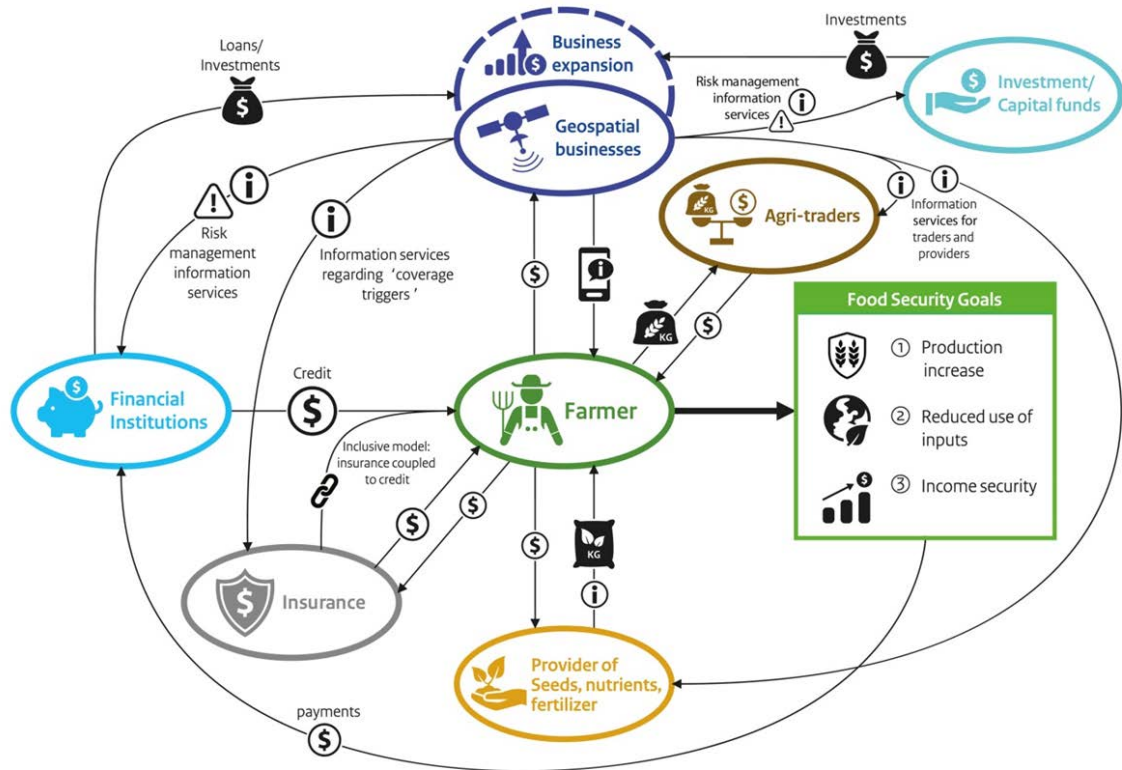 Loans/
Investments
$
Business
expansion
$
Geospatial
businesses
Investments
$
$
Investment/
Capital funds
Risk management
information
services
i
!
i
i
Information
services for
traders and
providers
KG
$
Agri-traders
i
!
Risk
management
information
services
i
Information services
regarding ‘coverage
triggers’
$
i
KG
$
Food Security Goals
1 Production
increase
2 Reduced use of
inputs
3 Income security
$
$
Financial
Institutions
Credit
$
Farmer
Inclusive model:
insurance coupled
to credit
$
$
$
KG
i
$
Insurance
Provider of
Seeds, nutrients,
fertilizer
payments
$